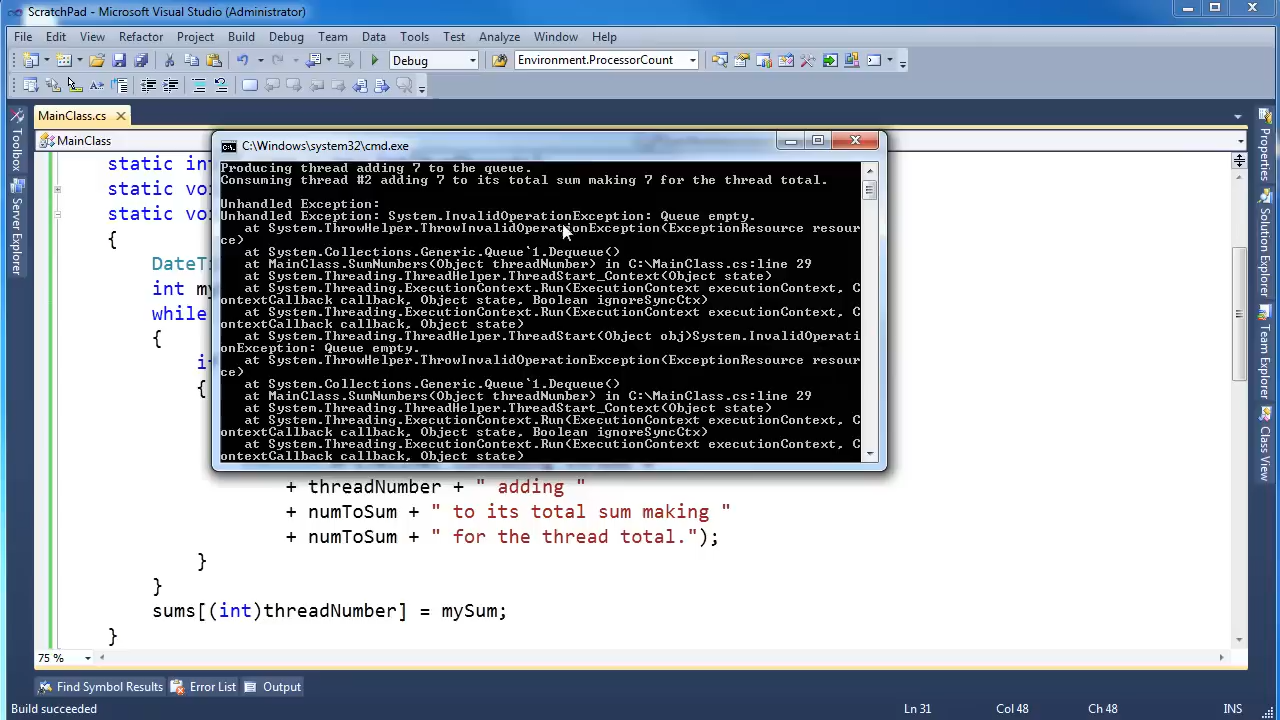 ScratchPad - Microsoft Visual Studio (Administrator)
File Edit View Refactor Project Build Debug Team Data Tools Test Analyze Window Help
Debug Environment.ProcessorCount
MainClass.cs
MainClass
C:\Windows\system32\cmd.exe
Producing thread adding 7 to the queue.
Consuming thread #2 adding 7 to its total sum making 7 for the thread total.
Unhandled Exception:
Unhandled Exception: System.InvalidOperationException: Queue empty.
at System.ThrowHelper.ThrowInvalidOperationException(ExceptionResource resour
ce)
at System.Collections.Generic.Queue`1.Dequeue()
at MainClass.SumNumbers(Object threadNumber) in C:\MainClass.cs:line 29
at System.Threading.ThreadHelper.ThreadStart_Context(Object state)
at System.Threading.ExecutionContext.Run(ExecutionContext executionContext, C
ontextCallback callback, Object state, Boolean ignoreSyncCtx)
at System.Threading.ExecutionContext.Run(ExecutionContext executionContext, C
ontextCallback callback, Object state)
at System.Threading.ThreadHelper.ThreadStart(Object obj)System.InvalidOperati
onException: Queue empty.
at System.ThrowHelper.ThrowInvalidOperationException(ExceptionResource resour
ce)
at System.Collections.Generic.Queue`1.Dequeue()
at MainClass.SumNumbers(Object threadNumber) in C:\MainClass.cs:line 29
at System.Threading.ThreadHelper.ThreadStart_Context(Object state)
at System.Threading.ExecutionContext.Run(ExecutionContext executionContext, C
ontextCallback callback, Object state, Boolean ignoreSyncCtx)
at System.Threading.ExecutionContext.Run(ExecutionContext executionContext, C
ontextCallback callback, Object state)
static
static
static
{
int
while
{
{
+ threadNumber + " adding "
+ numToSum + " to its total sum making "
+ numToSum + " for the thread total.");
}
}
sums[(int)threadNumber] = mySum;
}
75 %
Toolbox
Server Explorer
Properties
Solution Explorer
Team Explorer
Class View
Find Symbol Results Error List Output
Build succeeded Ln 31 Col 48 Ch 48 INS